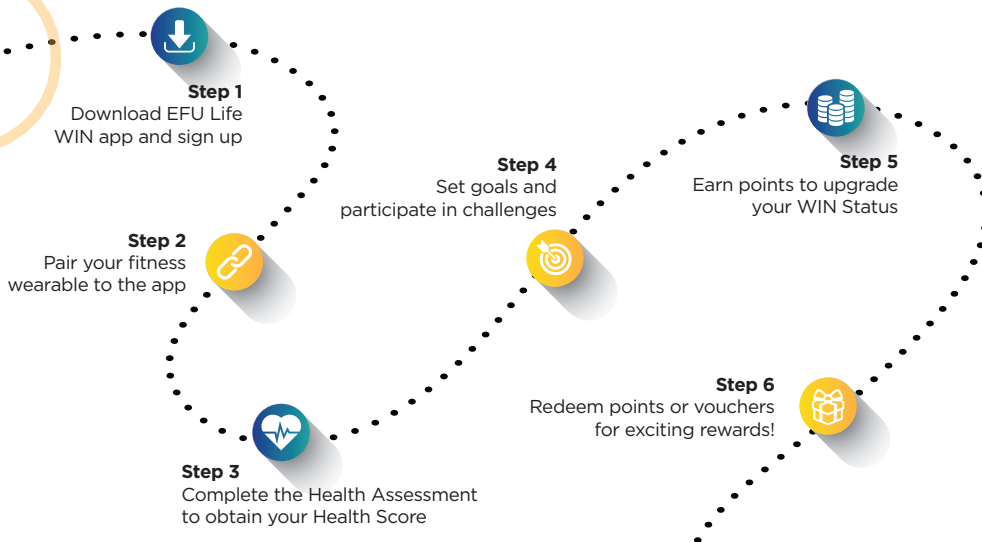 Step 1
Download EFU Life
WIN app and sign up
Step 2
Pair your fitness
wearable to the app
Step 3
Complete the Health Assessment
to obtain your Health Score
Step 4
Set goals and
participate in challenges
Step 5
Earn points to upgrade
your WIN Status
Step 6
Redeem points or vouchers
for exciting rewards!